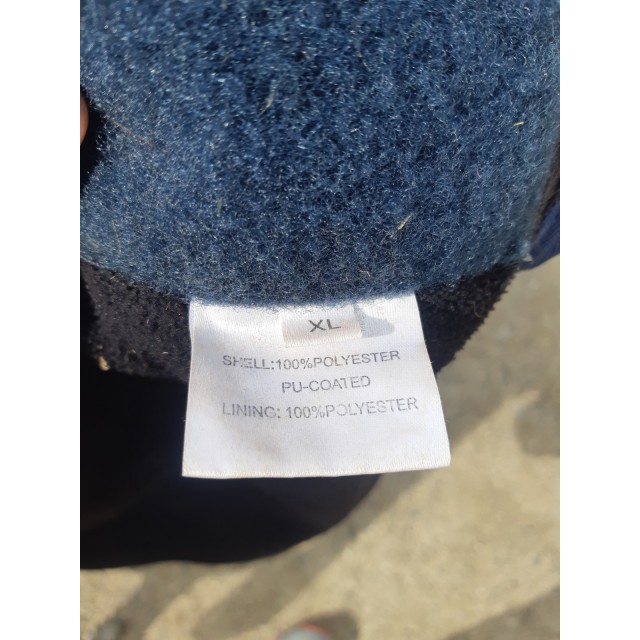 XL
SHELL:100%POLYESTER
PU-COATED
LINING: 100%POLYESTER